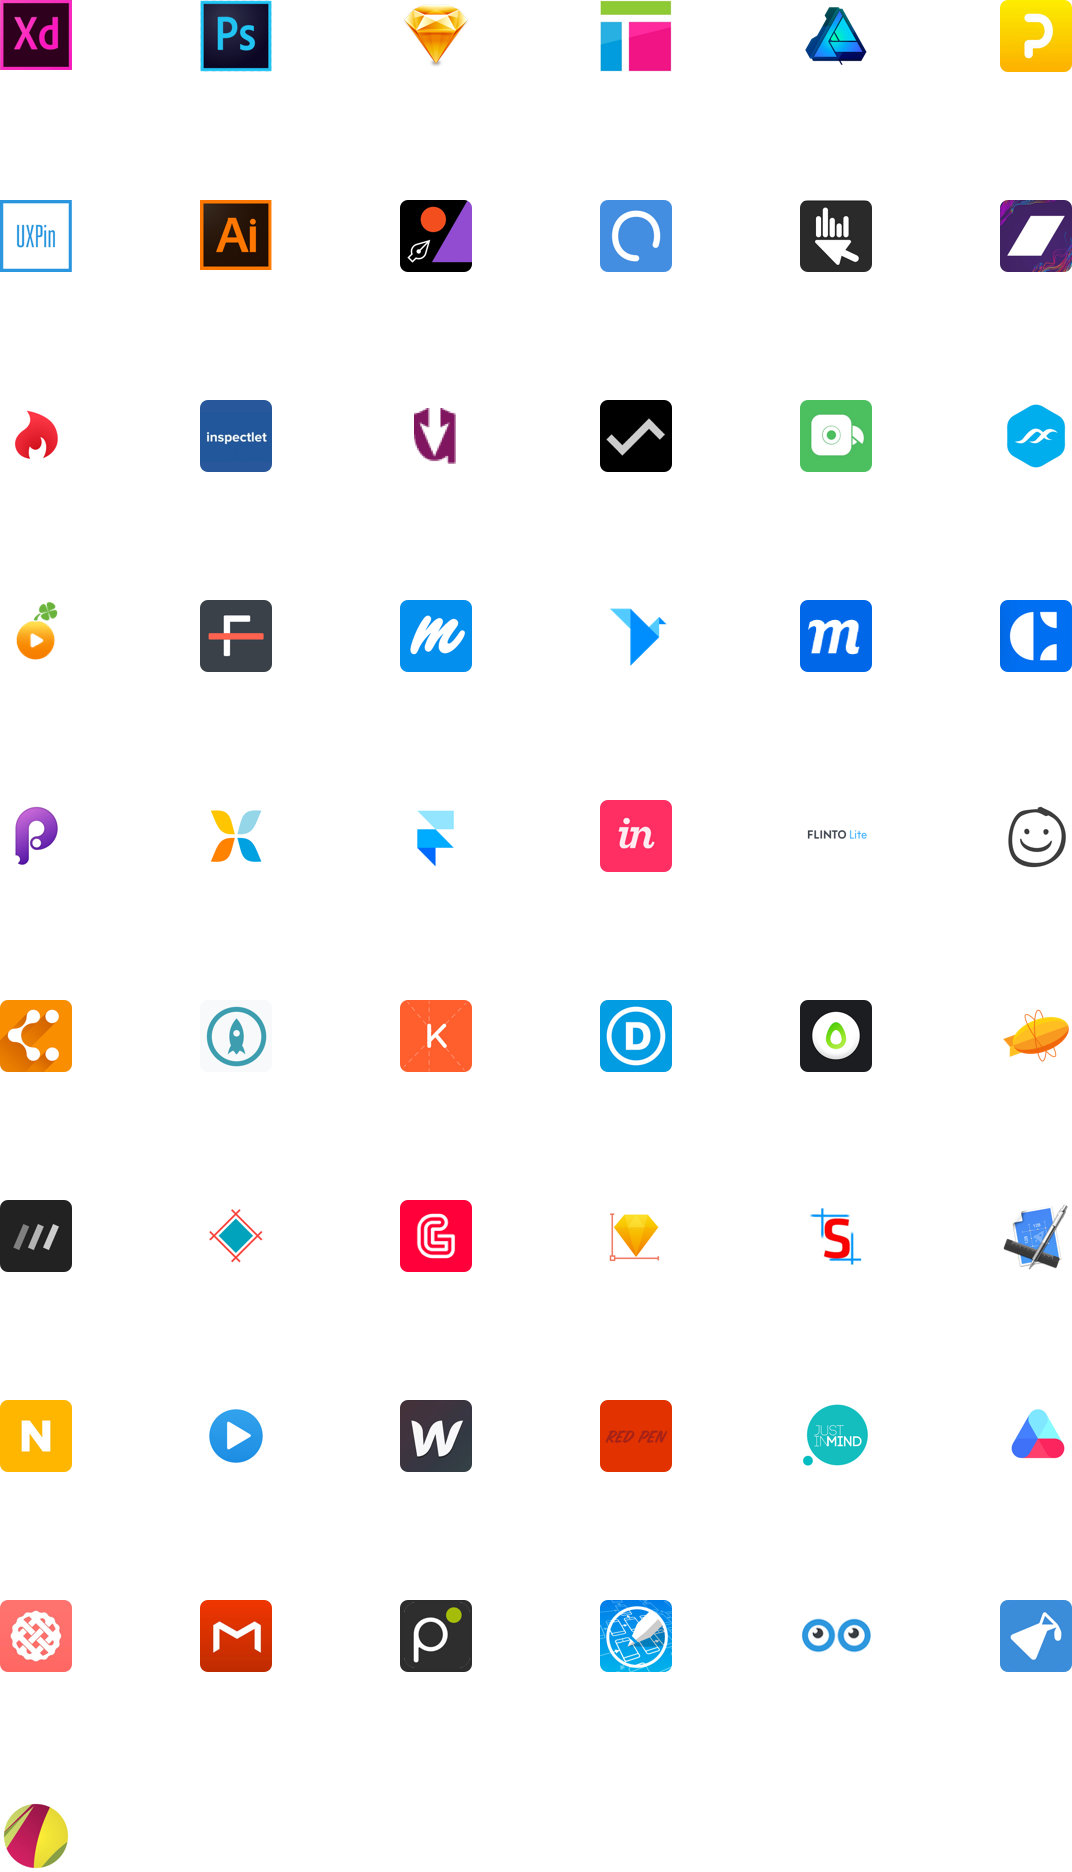 Xd
Ps
UXPin
Ai
inspectlet
F
m
m
in
FLINTO Lite
K
D
G
S
N
W
RED PEN
JUST
INMIND
M
p